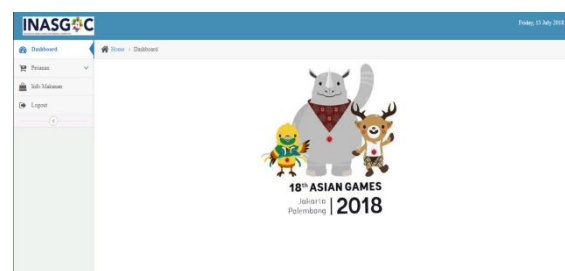 INASGOC
Friday, 13 July 2018
Dashboard
Home > Dashboard
Pesanan
Info Makanan
Logout
18th ASIAN GAMES
Jakarta
Palembang | 2018